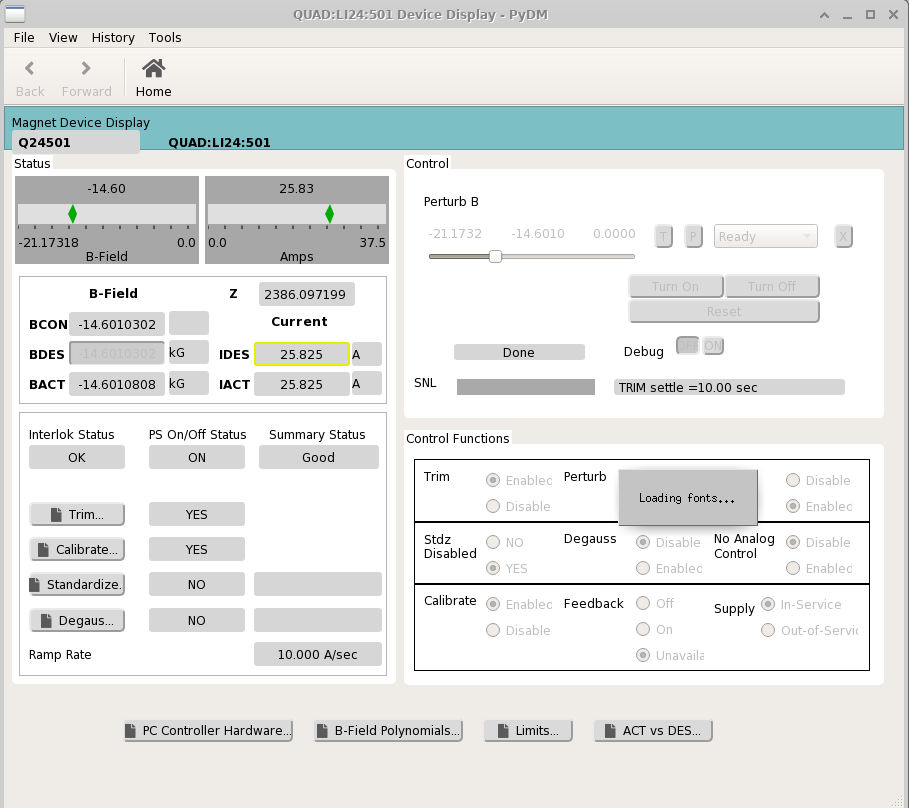 QUAD:LI24:501 Device Display - PyDM
File View History Tools
Back Forward Home
Magnet Device Display
Q24501 QUAD:LI24:501
Status
-14.60 25.83
-21.17318 0.0 0.0 37.5
B-Field Amps
B-Field Z 2386.097199
Current
BCON -14.6010302
BDES -14.6010302 kG IDES 25.825 A
BACT -14.6010808 kG IACT 25.825 A
Interlok Status PS On/Off Status Summary Status
OK ON Good
Trim... YES
Calibrate... YES
Standardize. NO
Degaus... NO
Ramp Rate 10.000 A/sec
Control
Perturb B
-21.1732 -14.6010 0.0000 T P Ready X
Turn On Turn Off
Reset
Done Debug ON
SNL TRIM settle =10.00 sec
Control Functions
Trim Enabled Disable
Perturb
Loading fonts...
Disable Enabled
Stdz Disabled NO YES
Degauss Disable Enabled
No Analog Control Disable Enabled
Calibrate Enabled Disable
Feedback Off On Unavaila
Supply In-Service Out-of-Servic
PC Controller Hardware... B-Field Polynomials... Limits... ACT vs DES...